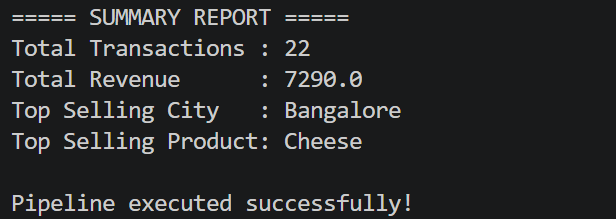 ===== SUMMARY REPORT =====
Total Transactions : 22
Total Revenue      : 7290.0
Top Selling City   : Bangalore
Top Selling Product: Cheese

Pipeline executed successfully!